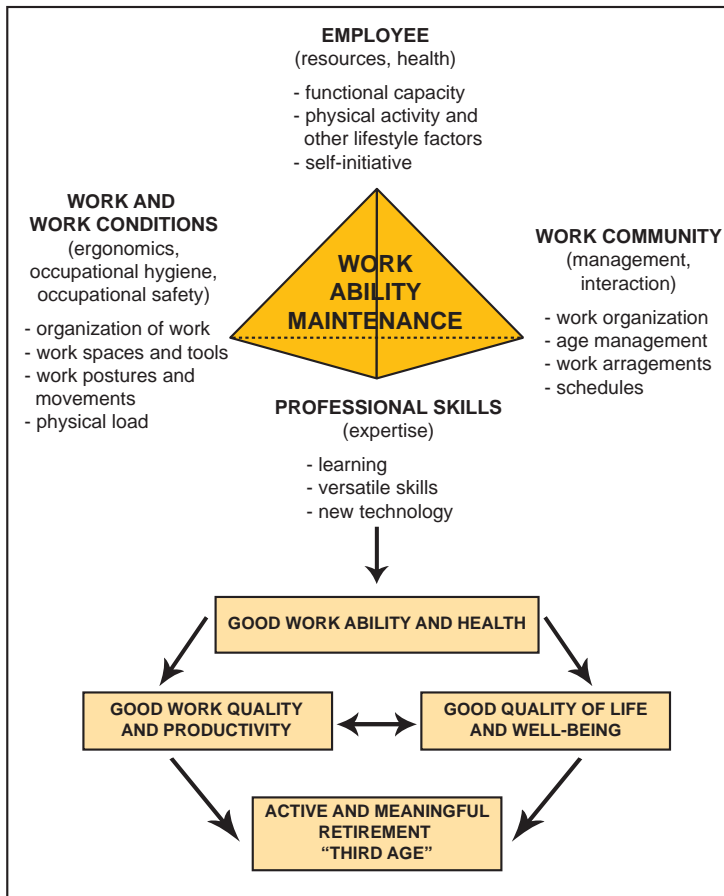 EMPLOYEE
(resources, health)
- functional capacity
- physical activity and
other lifestyle factors
- self-initiative
WORK AND
WORK CONDITIONS
(ergonomics,
occupational hygiene,
occupational safety)
- organization of work
- work spaces and tools
- work postures and
movements
- physical load
WORK
ABILITY
MAINTENANCE
WORK COMMUNITY
(management,
interaction)
- work organization
- age management
- work arragements
- schedules
PROFESSIONAL SKILLS
(expertise)
- learning
- versatile skills
- new technology
GOOD WORK ABILITY AND HEALTH
GOOD WORK QUALITY
AND PRODUCTIVITY
GOOD QUALITY OF LIFE
AND WELL-BEING
ACTIVE AND MEANINGFUL
RETIREMENT
“THIRD AGE”